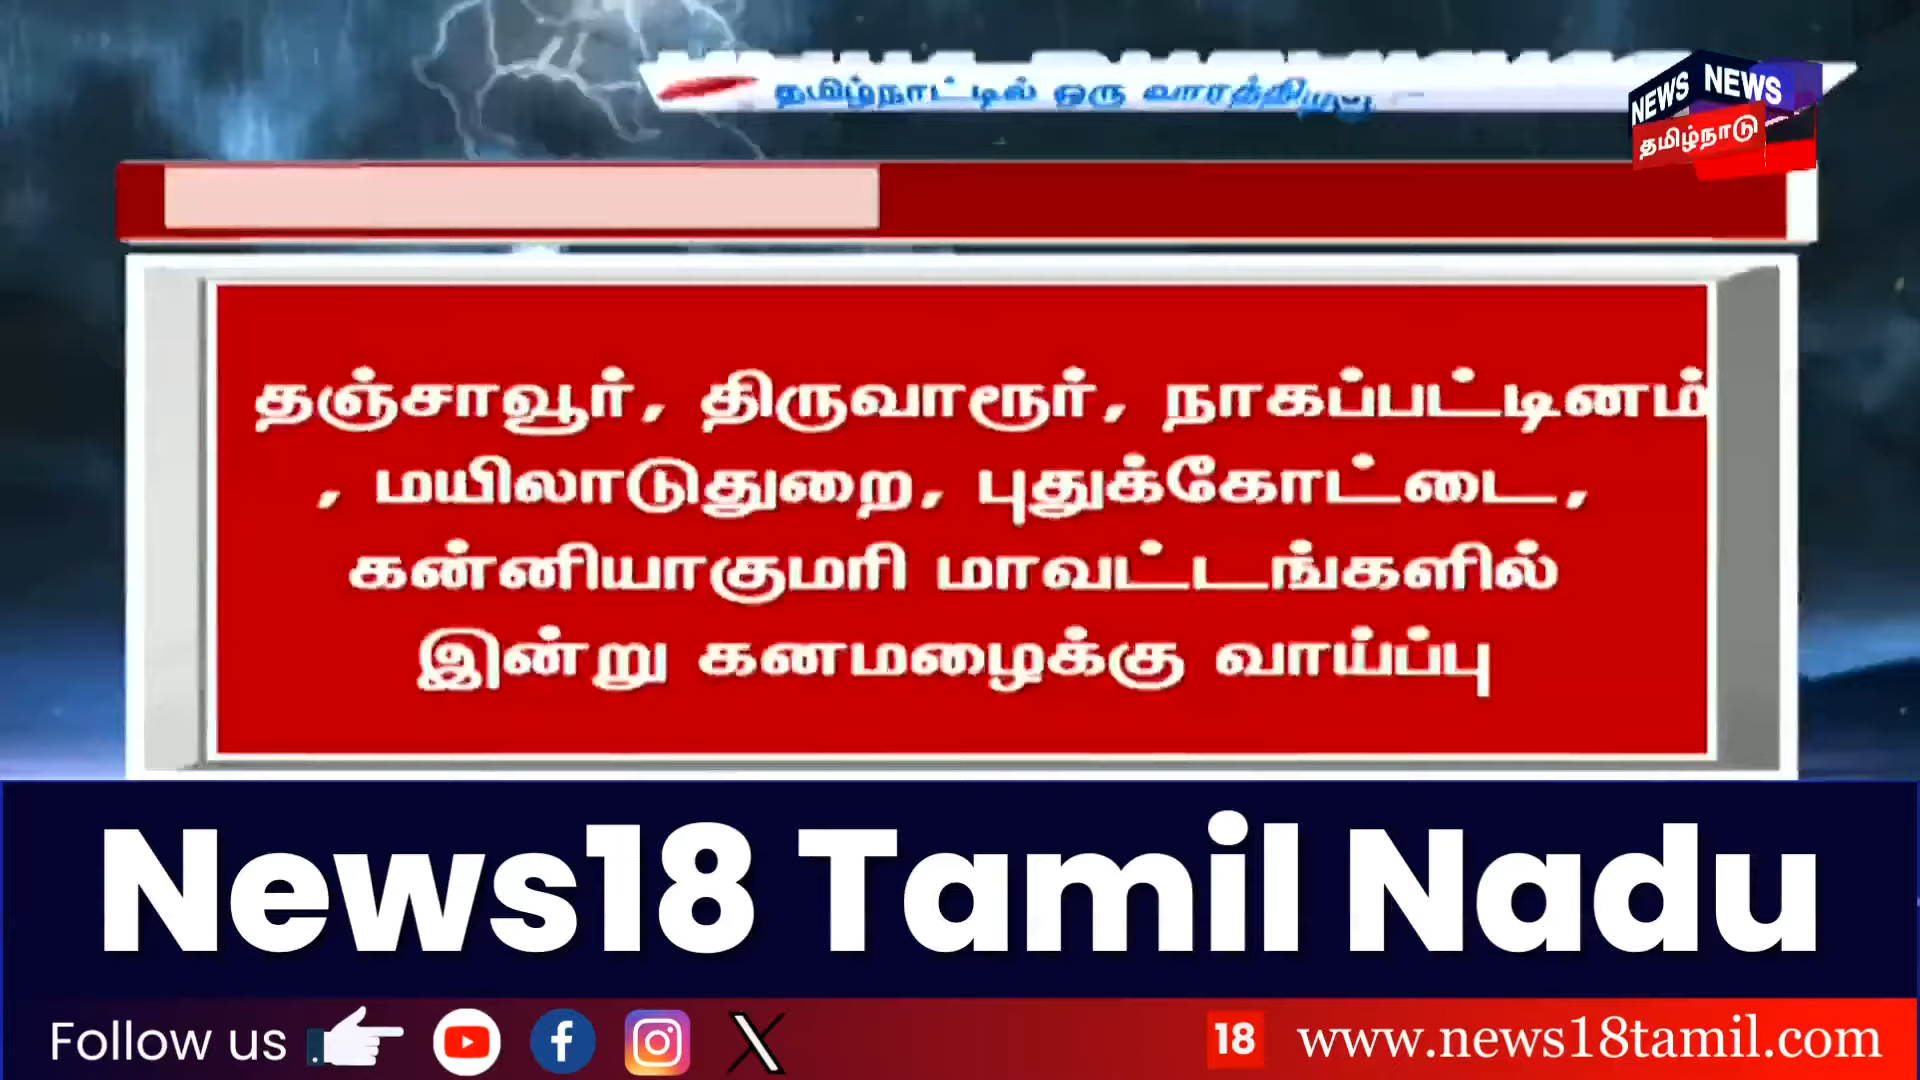 தமிழ்நாட்டில் ஒரு
NEWS NEWS
தமிழ்நாடு
தஞ்சாவூர், திருவாரூர், நாகப்பட்டினம்
, மயிலாடுதுறை, புதுக்கோட்டை,
கன்னியாகுமரி மாவட்டங்களில்
இன்று கனமழைக்கு வாய்ப்பு
News18 Tamil Nadu
Follow us
18 www.news18tamil.com